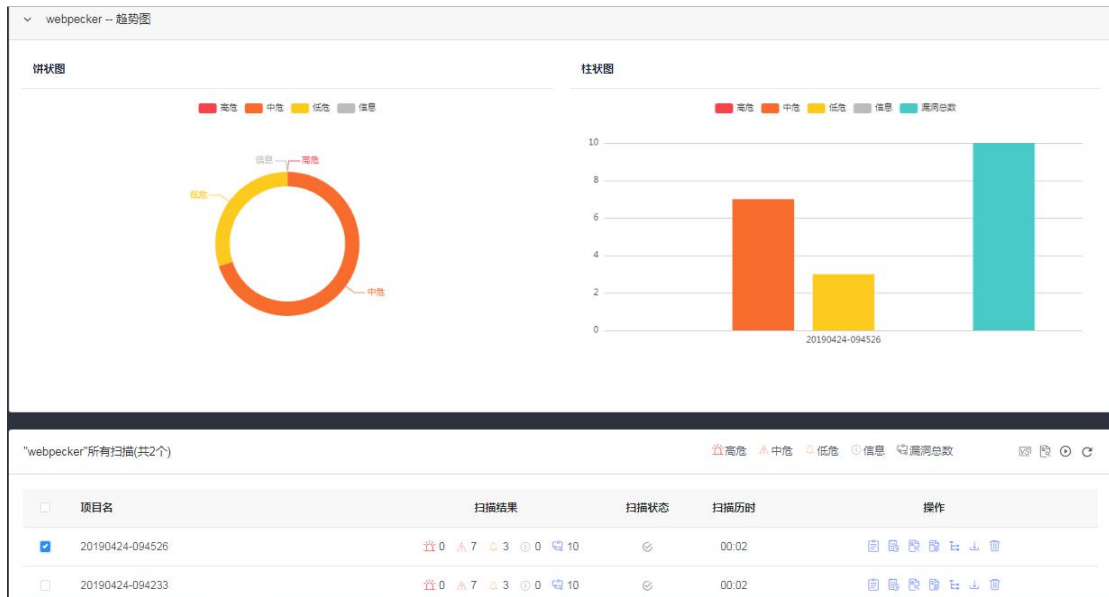 webpecker -- 趋势图
饼状图
高危 中危 低危 信息
信息 高危
低危
中危
柱状图
高危 中危 低危 信息 漏洞总数
10
8
6
4
2
0
20190424-094526
"webpecker"所有扫描(共2个) 高危 中危 低危 信息 漏洞总数
项目名 扫描结果 扫描状态 扫描历时 操作
20190424-094526 0 7 3 0 10 00:02
20190424-094233 0 7 3 0 10 00:02